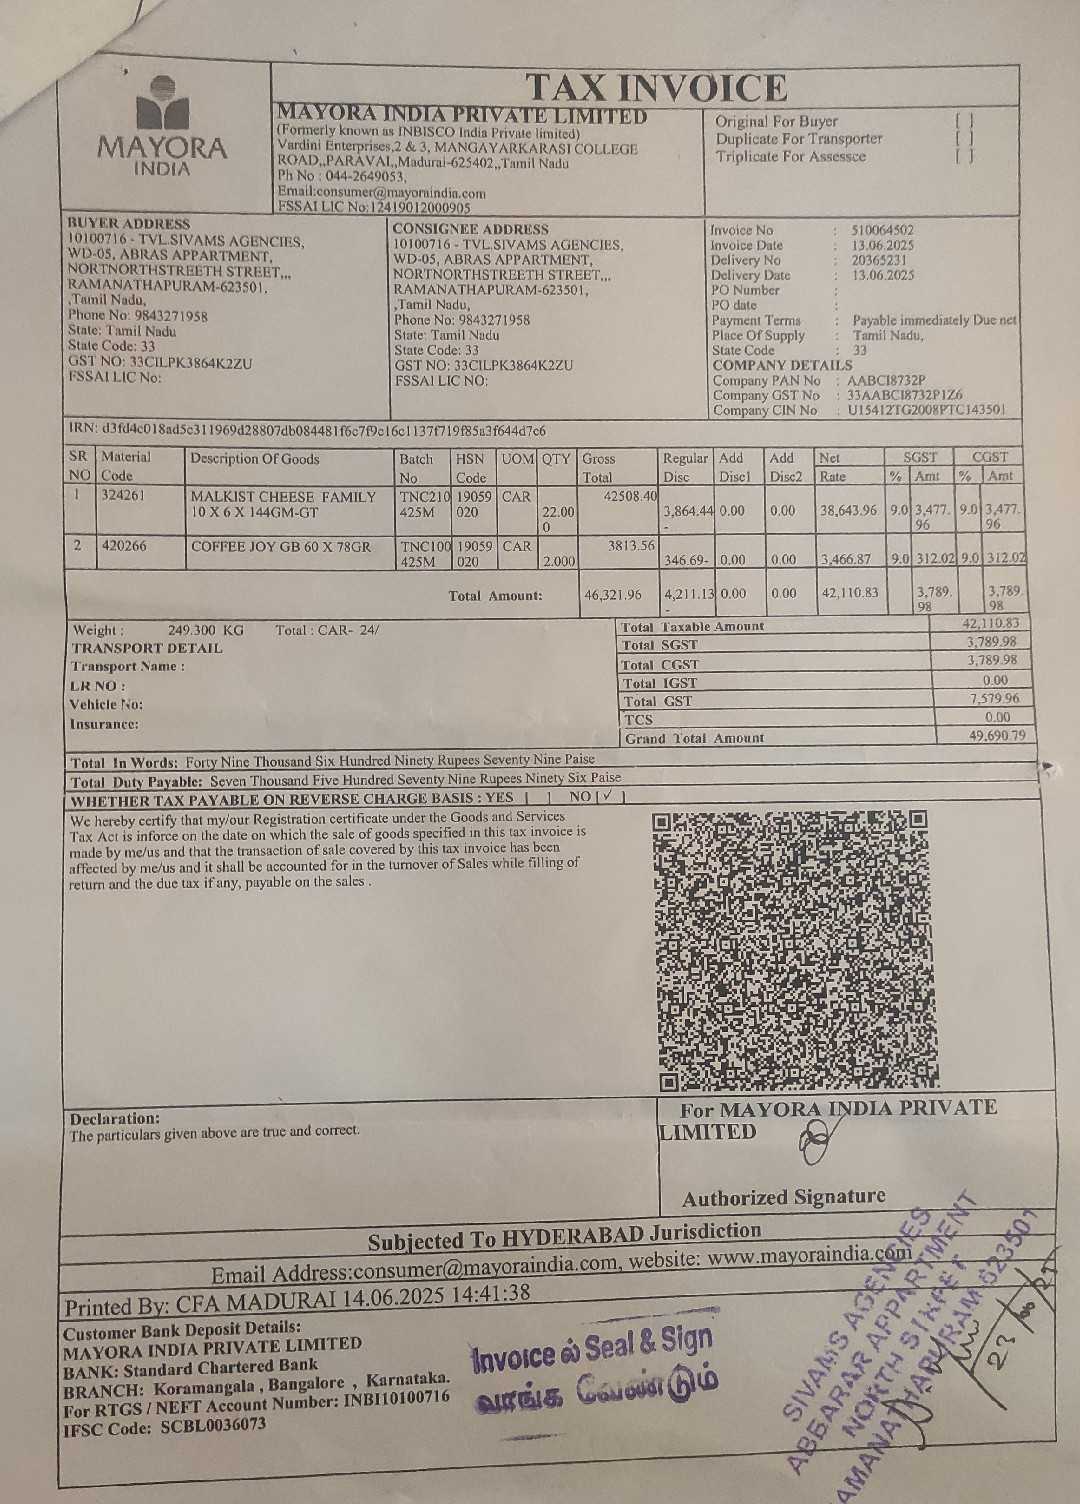 TAX INVOICE
MAYORA
INDIA
MAYORA INDIA PRIVATE LIMITED
(Formerly known as INBISCO India Private limited)
Vardini Enterprises,2 & 3, MANGAYARKARASI COLLEGE
ROAD,,PARAVAI,,Madurai-625402,,Tamil Nadu
Ph No : 044-2649053,
Email:consumer@mayoraindia.com
FSSAI LIC No:12419012000905
Original For Buyer [ ]
Duplicate For Transporter [ ]
Triplicate For Assessee [ ]
BUYER ADDRESS
10100716 - TVL.SIVAMS AGENCIES,
WD-05, ABRAS APPARTMENT,
NORTNORTHSTREETH STREET,,,
RAMANATHAPURAM-623501,
,Tamil Nadu,
Phone No: 9843271958
State: Tamil Nadu
State Code: 33
GST NO: 33CILPK3864K2ZU
FSSAI LIC No:
CONSIGNEE ADDRESS
10100716 - TVL.SIVAMS AGENCIES,
WD-05, ABRAS APPARTMENT,
NORTNORTHSTREETH STREET,,,
RAMANATHAPURAM-623501,
,Tamil Nadu,
Phone No: 9843271958
State: Tamil Nadu
State Code: 33
GST NO: 33CILPK3864K2ZU
FSSAI LIC NO:
Invoice No : 510064502
Invoice Date : 13.06.2025
Delivery No : 20365231
Delivery Date : 13.06.2025
PO Number :
PO date :
Payment Terms : Payable immediately Due net
Place Of Supply : Tamil Nadu,
State Code : 33
COMPANY DETAILS
Company PAN No : AABCI8732P
Company GST No : 33AABCI8732P1Z6
Company CIN No : U15412TG2008PTC143501
IRN: d3fd4c018ad5c311969d28807db084481f6c7f9c16c1137f719f85a3f644d7c6
SR NO Material Code Description Of Goods Batch No HSN Code UOM QTY Gross Total Regular Disc Add Disc1 Add Disc2 Net Rate SGST % Amt CGST % Amt
1 324261 MALKIST CHEESE FAMILY 10 X 6 X 144GM-GT TNC210 425M 19059 020 CAR 22.00 0 42508.40 3,864.44 - 0.00 0.00 38,643.96 9.0 3,477. 96 9.0 3,477. 96
2 420266 COFFEE JOY GB 60 X 78GR TNC100 425M 19059 020 CAR 2.000 3813.56 346.69- 0.00 0.00 3,466.87 9.0 312.02 9.0 312.02
Total Amount: 46,321.96 4,211.13 - 0.00 0.00 42,110.83 3,789. 98 3,789. 98
Weight : 249.300 KG Total : CAR- 24/
TRANSPORT DETAIL
Transport Name :
LR NO :
Vehicle No:
Insurance:
Total Taxable Amount 42,110.83
Total SGST 3,789.98
Total CGST 3,789.98
Total IGST 0.00
Total GST 7,579.96
TCS 0.00
Grand Total Amount 49,690.79
Total In Words: Forty Nine Thousand Six Hundred Ninety Rupees Seventy Nine Paise
Total Duty Payable: Seven Thousand Five Hundred Seventy Nine Rupees Ninety Six Paise
WHETHER TAX PAYABLE ON REVERSE CHARGE BASIS : YES [ ] NO [✓ ]
We hereby certify that my/our Registration certificate under the Goods and Services
Tax Act is inforce on the date on which the sale of goods specified in this tax invoice is
made by me/us and that the transaction of sale covered by this tax invoice has been
affected by me/us and it shall be accounted for in the turnover of Sales while filling of
return and the due tax if any, payable on the sales .
Declaration:
The particulars given above are true and correct.
For MAYORA INDIA PRIVATE
LIMITED
Authorized Signature
Subjected To HYDERABAD Jurisdiction
Email Address:consumer@mayoraindia.com, website: www.mayoraindia.com
Printed By: CFA MADURAI 14.06.2025 14:41:38
Customer Bank Deposit Details:
MAYORA INDIA PRIVATE LIMITED
BANK: Standard Chartered Bank
BRANCH: Koramangala , Bangalore , Karnataka.
For RTGS / NEFT Account Number: INBI10100716
IFSC Code: SCBL0036073
Invoice ல் Seal & Sign
வாங்க வேண்டும்
SIVAMS AGENCIES
ABEARAR APPARTMENT
NORTH STREET
AMANATHAPURAM-623501